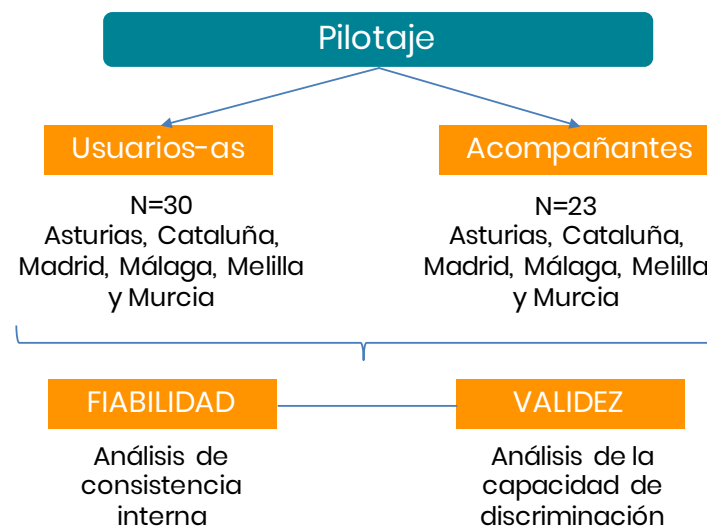 Pilotaje
Usuarios-as
N=30
Asturias, Cataluña,
Madrid, Málaga, Melilla
y Murcia
Acompañantes
N=23
Asturias, Cataluña,
Madrid, Málaga, Melilla
y Murcia
FIABILIDAD
Análisis de
consistencia
interna
VALIDEZ
Análisis de la
capacidad de
discriminación